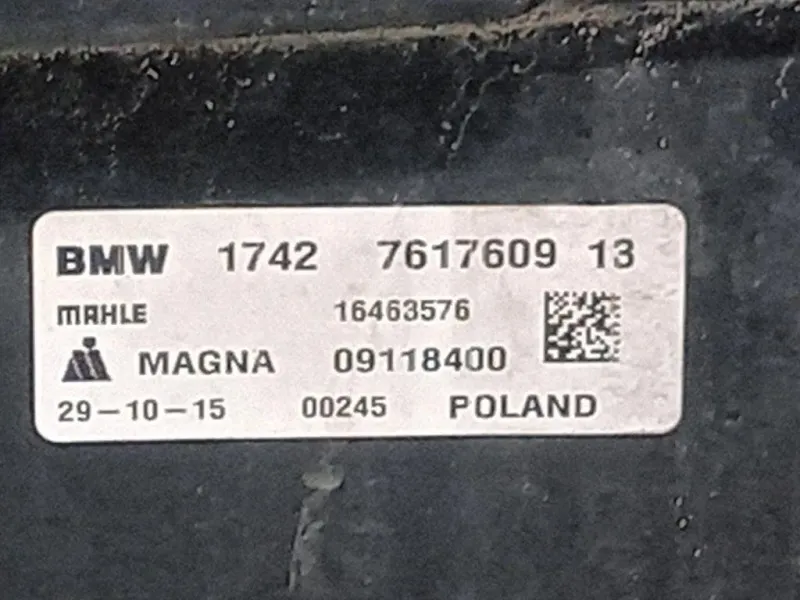 BMW 1742 7617609 13
MAHLE 16463576
MAGNA 09118400
29-10-15 00245 POLAND